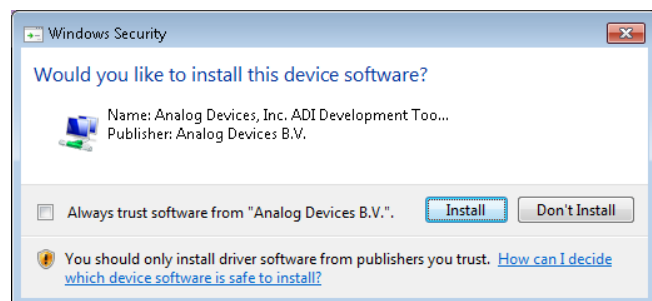 Windows Security
Would you like to install this device software?
Name: Analog Devices, Inc. ADI Development Too...
Publisher: Analog Devices B.V.
Always trust software from "Analog Devices B.V.".
Install
Don't Install
You should only install driver software from publishers you trust. How can I decide
which device software is safe to install?